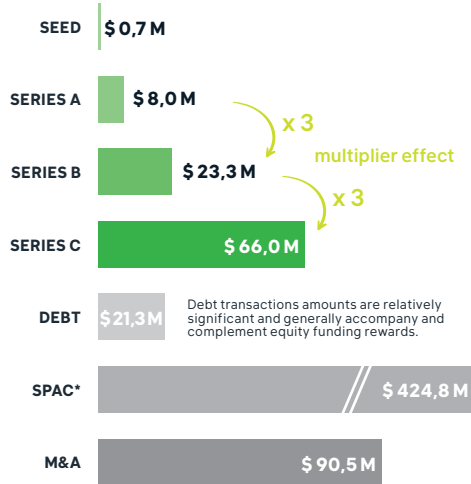 SEED $ 0,7 M
SERIES A $ 8,0 M
x 3
multiplier effect
SERIES B $ 23,3 M
x 3
SERIES C $ 66,0 M
DEBT $ 21,3 M
Debt transactions amounts are relatively
significant and generally accompany and
complement equity funding rewards.
SPAC* $ 424,8 M
M&A $ 90,5 M